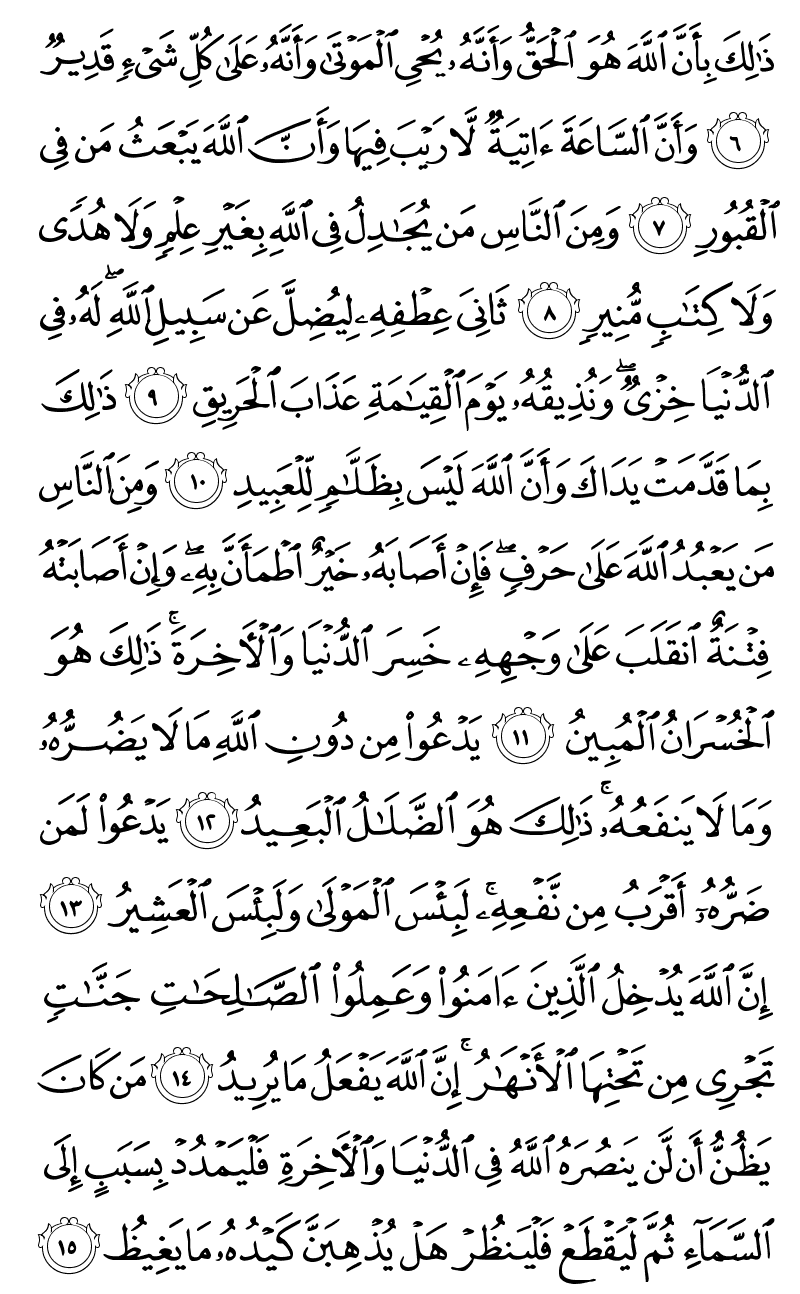 ذَٰلِكَ بِأَنَّ ٱللَّهَ هُوَ ٱلْحَقُّ وَأَنَّهُۥ يُحْيِ ٱلْمَوْتَىٰ وَأَنَّهُۥ عَلَىٰ كُلِّ شَىْءٍ قَدِيرٌ
٦ وَأَنَّ ٱلسَّاعَةَ ءَاتِيَةٌ لَّا رَيْبَ فِيهَا وَأَنَّ ٱللَّهَ يَبْعَثُ مَن فِى
ٱلْقُبُورِ ٧ وَمِنَ ٱلنَّاسِ مَن يُجَٰدِلُ فِى ٱللَّهِ بِغَيْرِ عِلْمٍ وَلَا هُدًى
وَلَا كِتَٰبٍ مُّنِيرٍ ٨ ثَانِىَ عِطْفِهِۦ لِيُضِلَّ عَن سَبِيلِ ٱللَّهِ ۖ لَهُۥ فِى
ٱلدُّنْيَا خِزْىٌ ۖ وَنُذِيقُهُۥ يَوْمَ ٱلْقِيَٰمَةِ عَذَابَ ٱلْحَرِيقِ ٩ ذَٰلِكَ
بِمَا قَدَّمَتْ يَدَاكَ وَأَنَّ ٱللَّهَ لَيْسَ بِظَلَّٰمٍ لِّلْعَبِيدِ ١٠ وَمِنَ ٱلنَّاسِ
مَن يَعْبُدُ ٱللَّهَ عَلَىٰ حَرْفٍ ۖ فَإِنْ أَصَابَهُۥ خَيْرٌ ٱطْمَأَنَّ بِهِۦ ۖ وَإِنْ أَصَابَتْهُ
فِتْنَةٌ ٱنقَلَبَ عَلَىٰ وَجْهِهِۦ خَسِرَ ٱلدُّنْيَا وَٱلْأَخِرَةَ ۚ ذَٰلِكَ هُوَ
ٱلْخُسْرَانُ ٱلْمُبِينُ ١١ يَدْعُوا۟ مِن دُونِ ٱللَّهِ مَا لَا يَضُرُّهُۥ
وَمَا لَا يَنفَعُهُۥ ۚ ذَٰلِكَ هُوَ ٱلضَّلَٰلُ ٱلْبَعِيدُ ١٢ يَدْعُوا۟ لَمَن
ضَرُّهُۥٓ أَقْرَبُ مِن نَّفْعِهِۦ ۚ لَبِئْسَ ٱلْمَوْلَىٰ وَلَبِئْسَ ٱلْعَشِيرُ ١٣
إِنَّ ٱللَّهَ يُدْخِلُ ٱلَّذِينَ ءَامَنُوا۟ وَعَمِلُوا۟ ٱلصَّٰلِحَٰتِ جَنَّٰتٍ
تَجْرِى مِن تَحْتِهَا ٱلْأَنْهَٰرُ ۚ إِنَّ ٱللَّهَ يَفْعَلُ مَا يُرِيدُ ١٤ مَن كَانَ
يَظُنُّ أَن لَّن يَنصُرَهُ ٱللَّهُ فِى ٱلدُّنْيَا وَٱلْأَخِرَةِ فَلْيَمْدُدْ بِسَبَبٍ إِلَى
ٱلسَّمَآءِ ثُمَّ لْيَقْطَعْ فَلْيَنظُرْ هَلْ يُذْهِبَنَّ كَيْدُهُۥ مَا يَغِيظُ ١٥